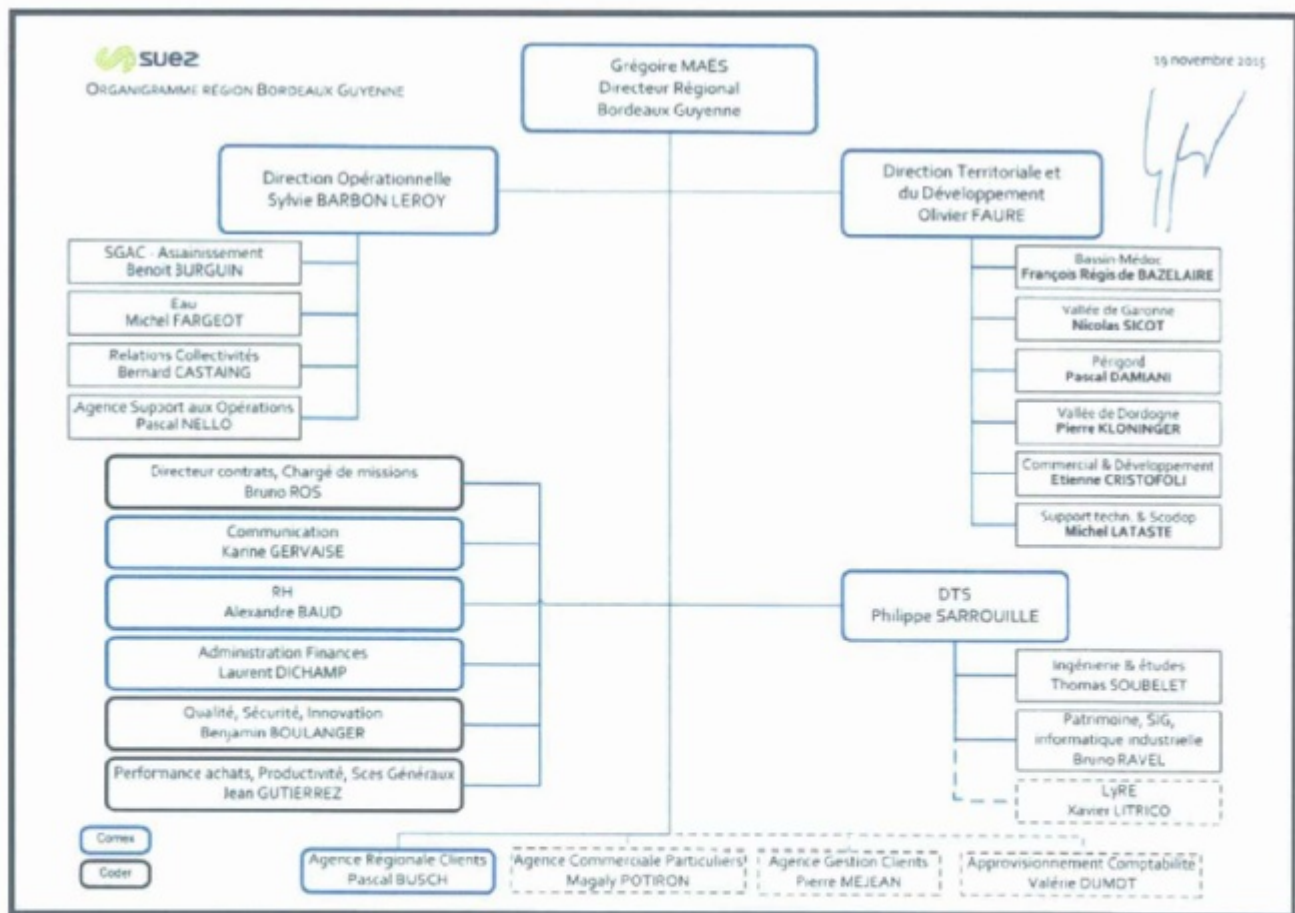 suez
ORGANIGRAMME RÉGION BORDEAUX GUYENNE
19 novembre 2015
Grégoire MAËS
Directeur Régional
Bordeaux Guyenne
Direction Opérationnelle
Sylvie BARBON LEROY
SGAC - Assainissement
Benoit BURGUIN
Eau
Michel FARGEOT
Relations Collectivités
Bernard CASTAING
Agence Support aux Opérations
Pascal NELLO
Direction Territoriale et
du Développement
Olivier FAURE
Bassin-Médoc
François Régis de BAZELAIRE
Vallée de Garonne
Nicolas SICOT
Périgord
Pascal DAMIANI
Vallée de Dordogne
Pierre KLONINGER
Commercial & Développement
Etienne CRISTOFOLI
Support techn. & Scodop
Michel LATASTE
Directeur contrats, Chargé de missions
Bruno ROS
Communication
Karine GERVAISE
RH
Alexandre BAUD
Administration Finances
Laurent DICHAMP
Qualité, Sécurité, Innovation
Benjamin BOULANGER
Performance achats, Productivité, Sces Généraux
Jean GUTIERREZ
DTS
Philippe SARROUILLE
Ingénierie & études
Thomas SOUBELET
Patrimoine, SIG,
informatique industrielle
Bruno RAVEL
LyRE
Xavier LITRICO
Comex
Coder
Agence Régionale Clients
Pascal BUSCH
Agence Commerciale Particuliers
Magaly POTIRON
Agence Gestion Clients
Pierre MEJEAN
Approvisionnement Comptabilité
Valérie DUMOT